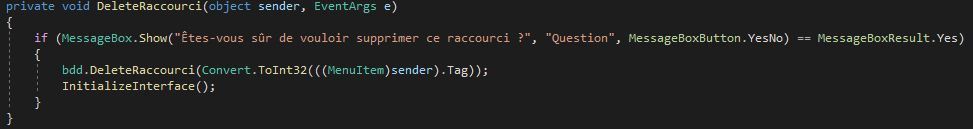 private void DeleteRaccourci(object sender, EventArgs e)
{
if (MessageBox.Show("Êtes-vous sûr de vouloir supprimer ce raccourci ?", "Question", MessageBoxButton.YesNo) == MessageBoxResult.Yes)
{
bdd.DeleteRaccourci(Convert.ToInt32(((MenuItem)sender).Tag));
InitializeInterface();
}
}